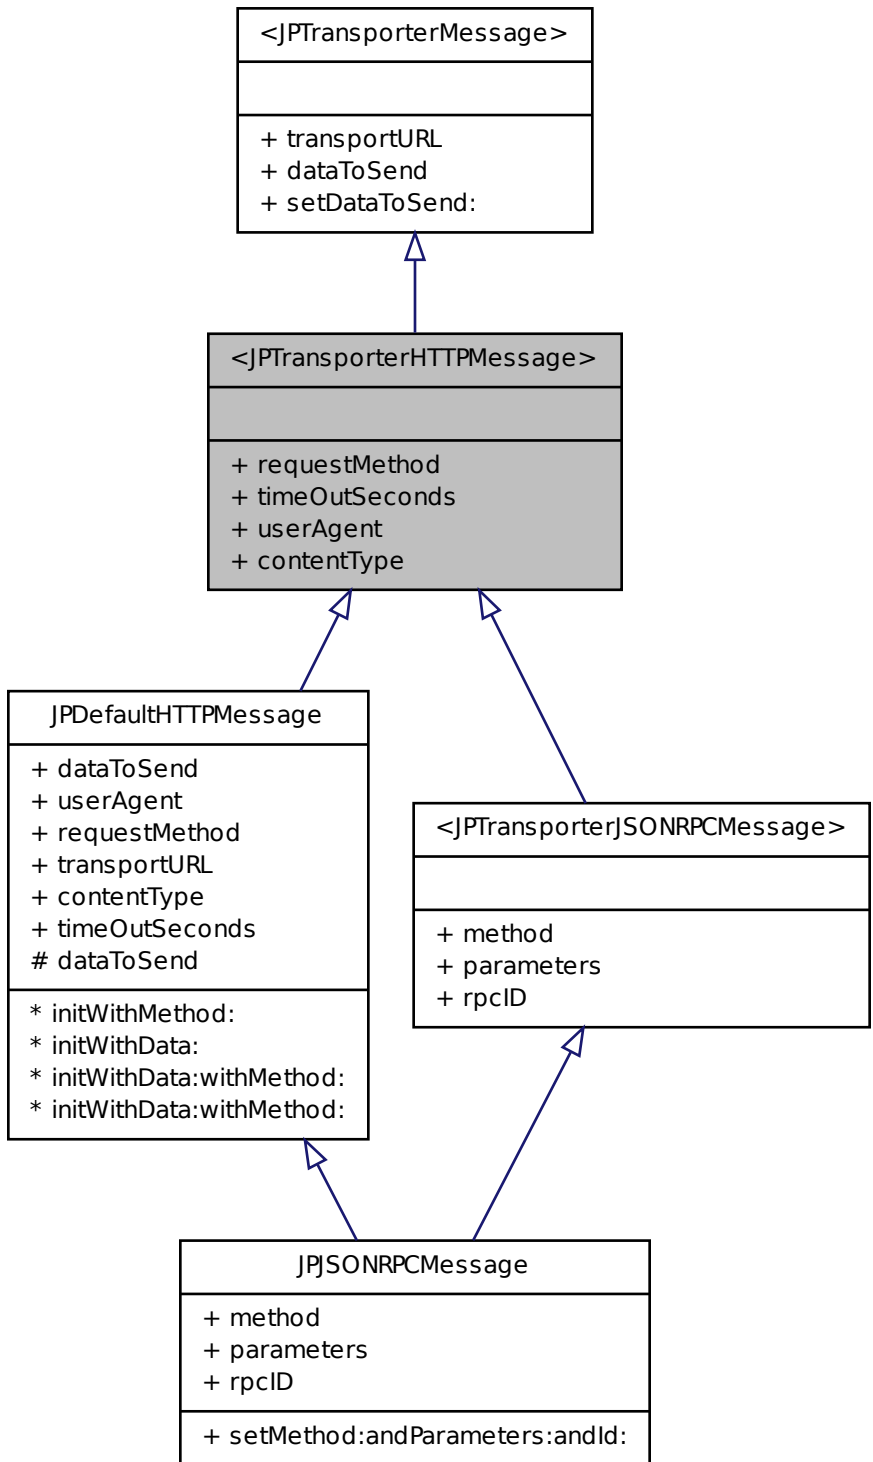 <JPTransporterMessage>
+ transportURL
+ dataToSend
+ setDataToSend:
<JPTransporterHTTPMessage>
+ requestMethod
+ timeOutSeconds
+ userAgent
+ contentType
JPDefaultHTTPMessage
+ dataToSend
+ userAgent
+ requestMethod
+ transportURL
+ contentType
+ timeOutSeconds
# dataToSend
* initWithMethod:
* initWithData:
* initWithData:withMethod:
* initWithData:withMethod:
<JPTransporterJSONRPCMessage>
+ method
+ parameters
+ rpcID
JPJSONRPCMessage
+ method
+ parameters
+ rpcID
+ setMethod:andParameters:andId: